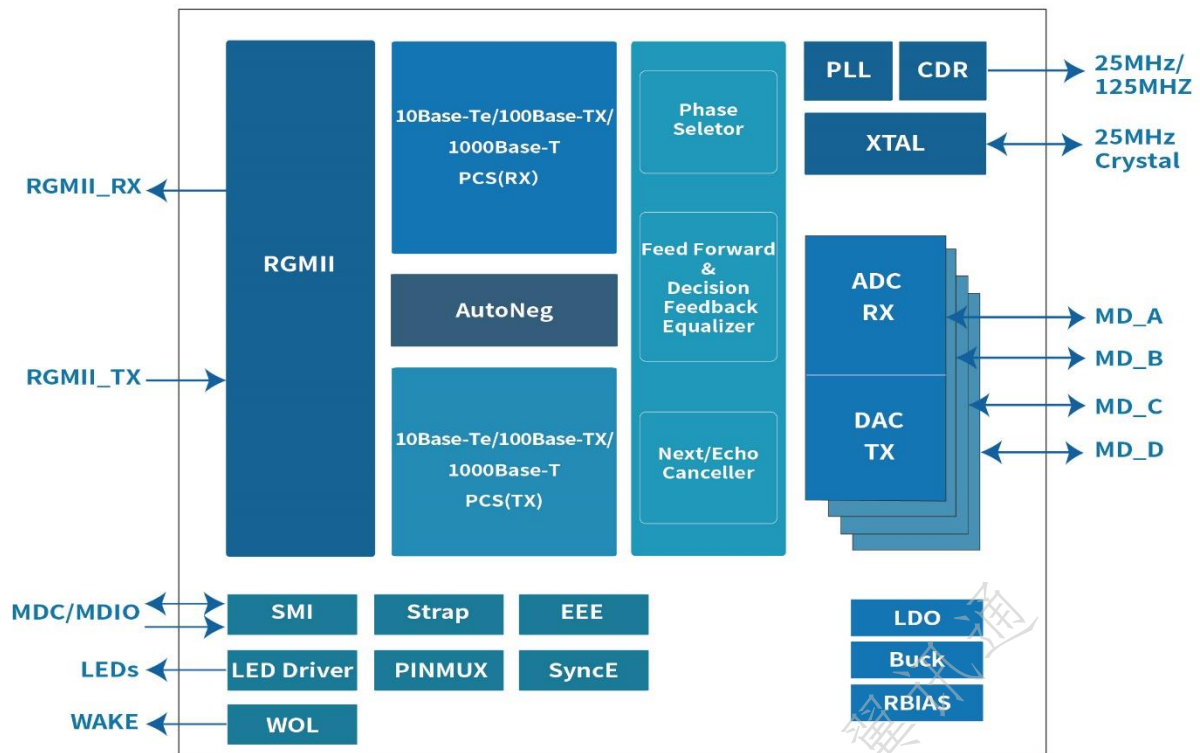 RGMII_RX
RGMII_TX
RGMII
10Base-Te/100Base-TX/
1000Base-T
PCS(RX)
AutoNeg
10Base-Te/100Base-TX/
1000Base-T
PCS(TX)
Phase
Seletor
Feed Forward
&
Decision
Feedback
Equalizer
Next/Echo
Canceller
PLL
CDR
25MHz/
125MHZ
XTAL
25MHz
Crystal
ADC
RX
DAC
TX
MD_A
MD_B
MD_C
MD_D
MDC/MDIO
SMI
Strap
EEE
LEDs
LED Driver
PINMUX
SyncE
WAKE
WOL
LDO
Buck
RBIAS